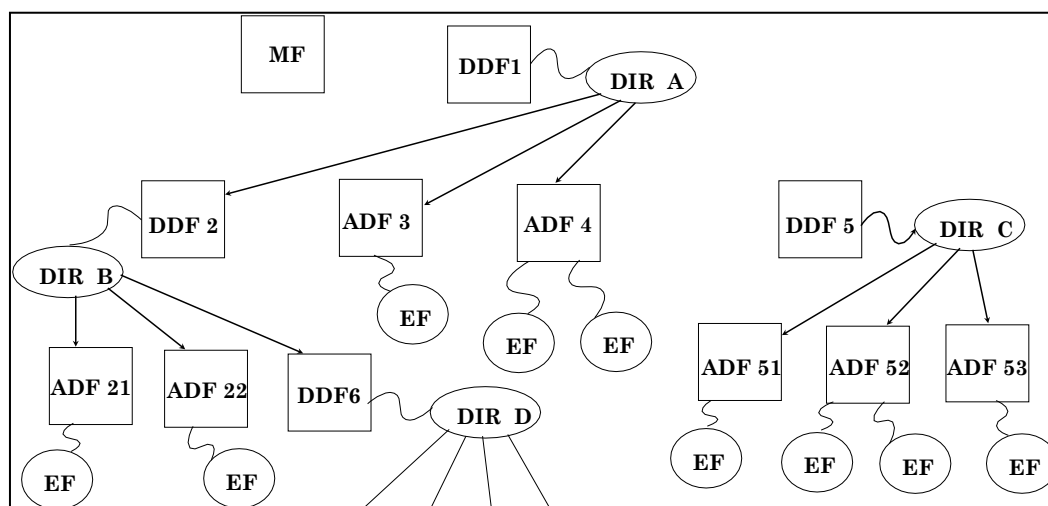 MF
DDF1
DIR A
DDF 2
ADF 3
ADF 4
DDF 5
DIR C
DIR B
EF
EF
EF
ADF 21
ADF 22
DDF6
DIR D
ADF 51
ADF 52
ADF 53
EF
EF
EF
EF
EF
EF